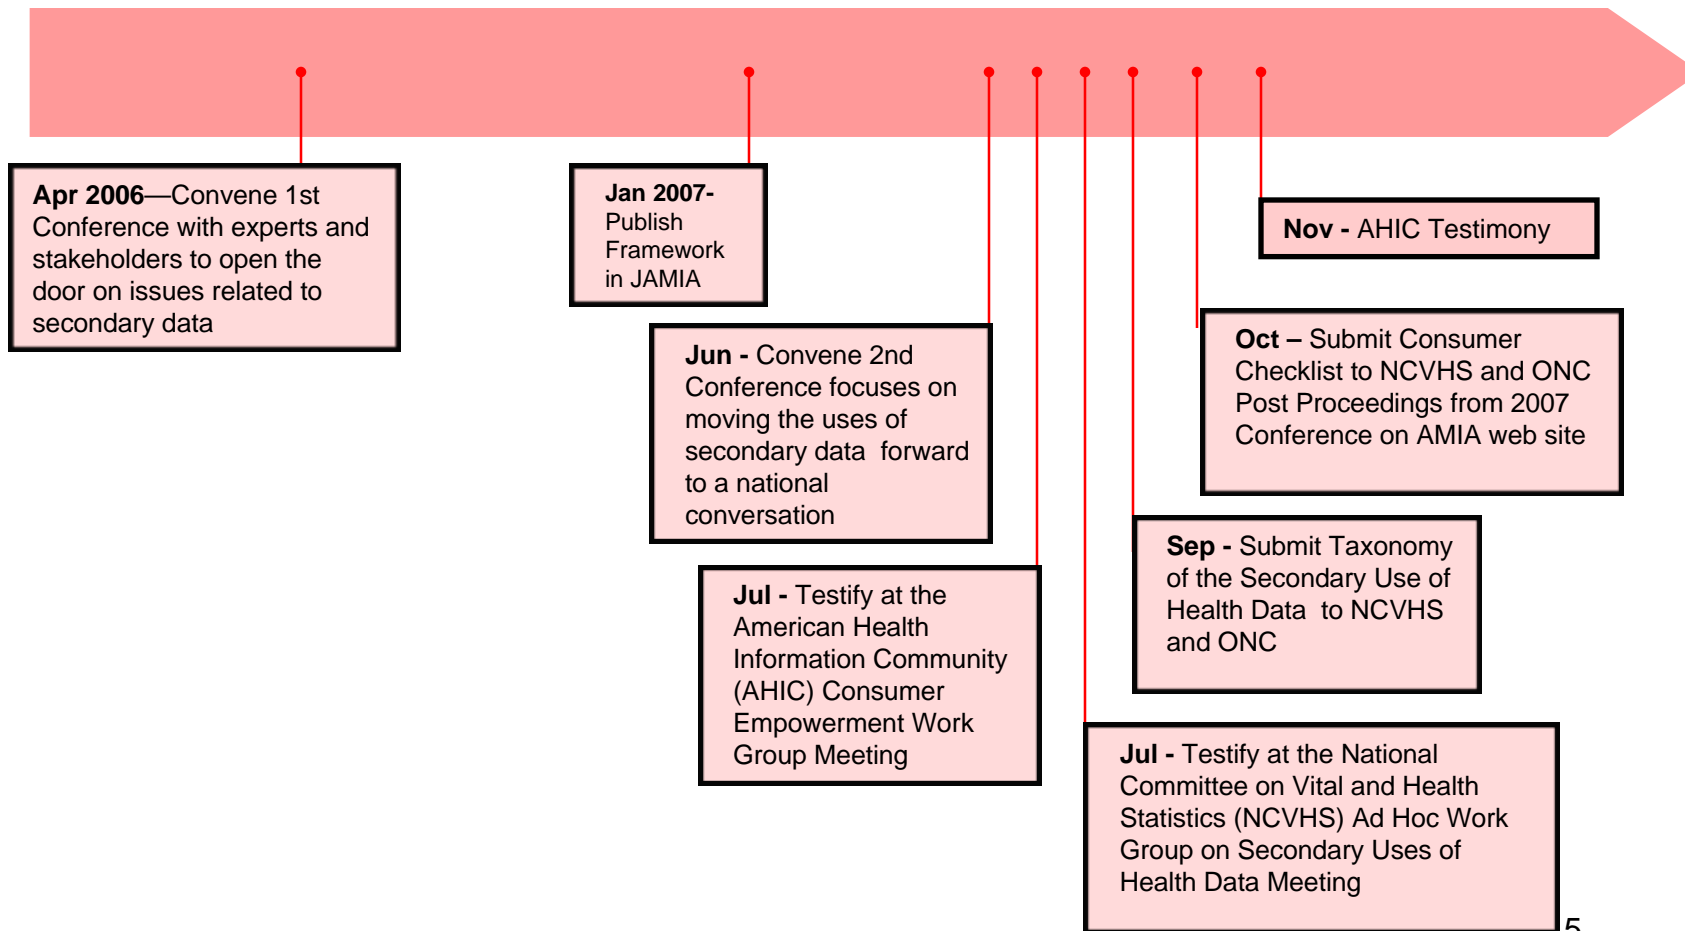 Apr 2006—Convene 1st
Conference with experts and
stakeholders to open the
door on issues related to
secondary data
Jan 2007-
Publish
Framework
in JAMIA
Jun - Convene 2nd
Conference focuses on
moving the uses of
secondary data  forward
to a national
conversation
Jul - Testify at the
American Health
Information Community
(AHIC) Consumer
Empowerment Work
Group Meeting
Jul - Testify at the National
Committee on Vital and Health
Statistics (NCVHS) Ad Hoc Work
Group on Secondary Uses of
Health Data Meeting
Sep - Submit Taxonomy
of the Secondary Use of
Health Data  to NCVHS
and ONC
Oct – Submit Consumer
Checklist to NCVHS and ONC
Post Proceedings from 2007
Conference on AMIA web site
Nov - AHIC Testimony
5